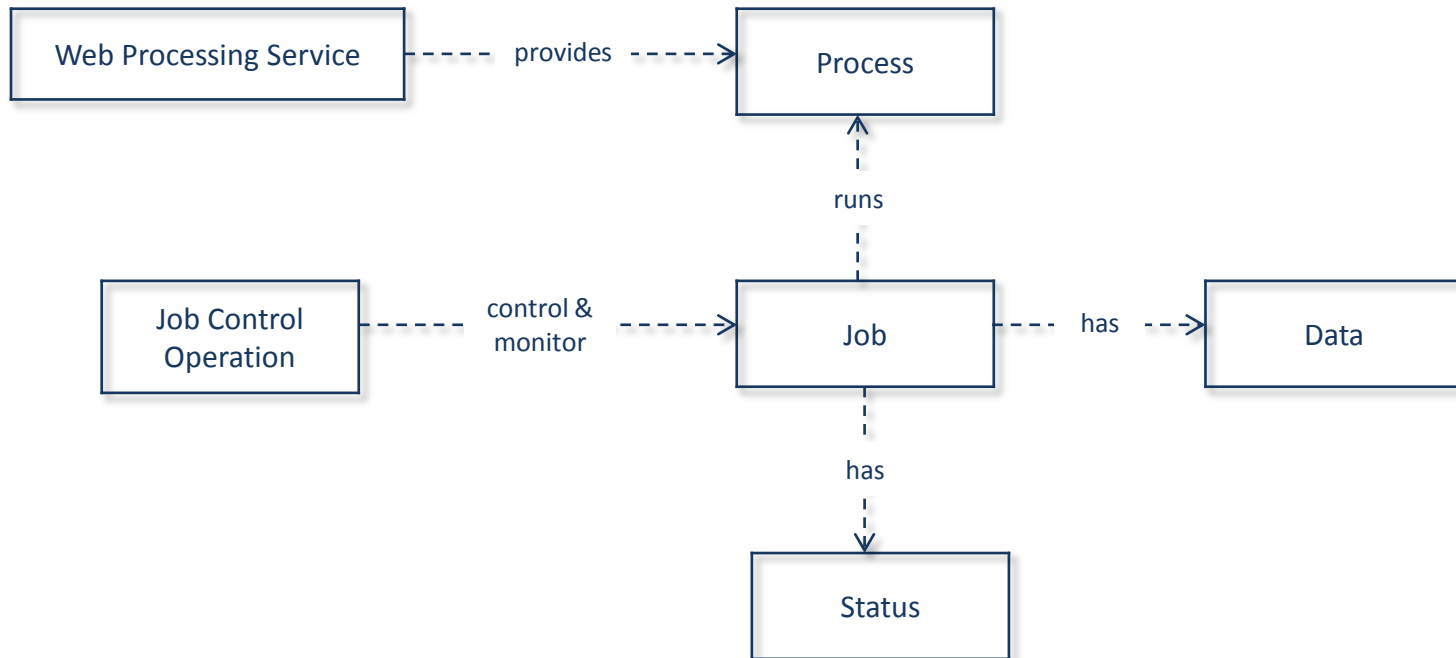 Web Processing Service
provides
Process
runs
Job Control
Operation
control &
monitor
Job
has
Data
has
Status